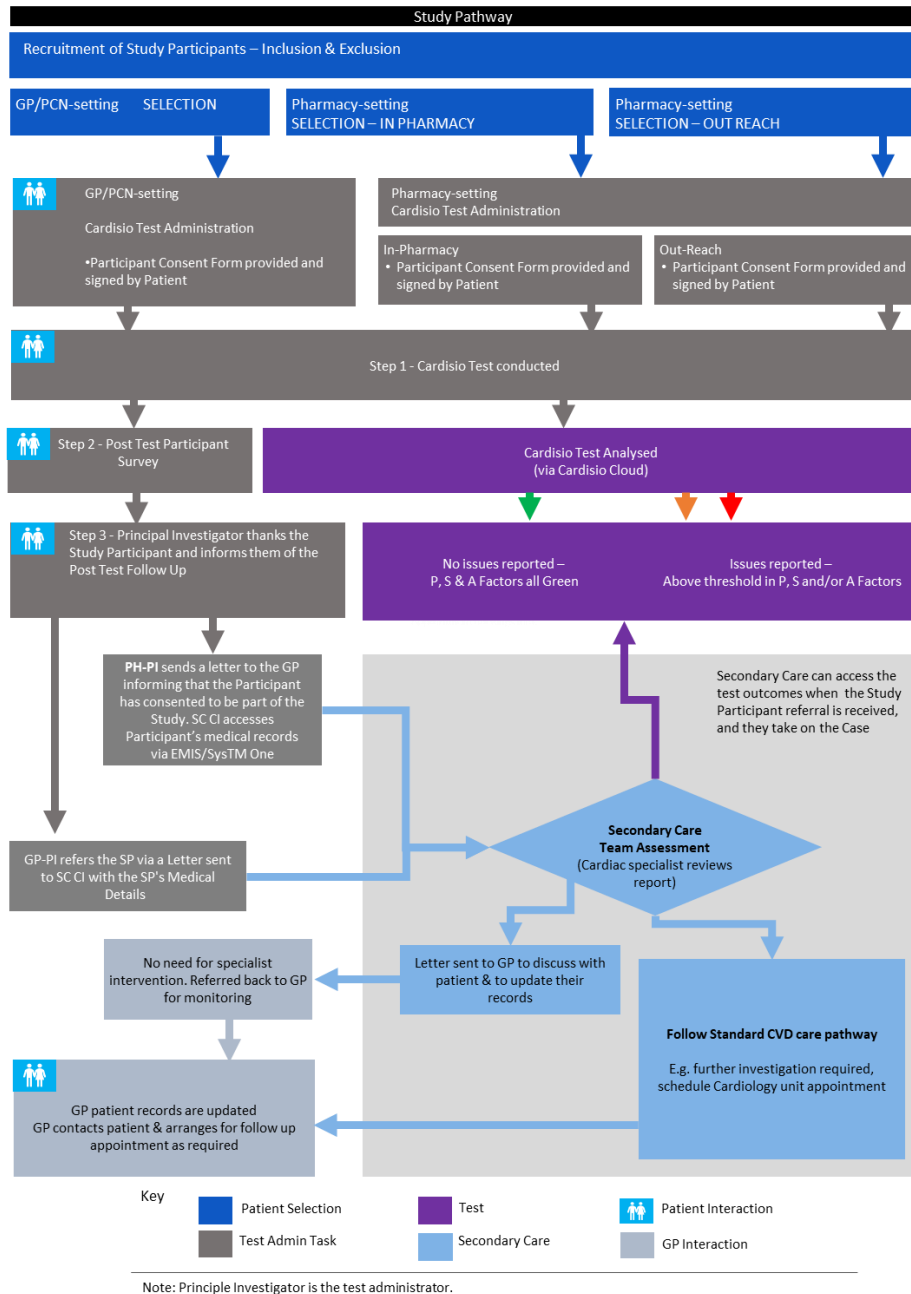 Study Pathway
Recruitment of Study Participants – Inclusion & Exclusion
GP/PCN-setting SELECTION
Pharmacy-setting
SELECTION – IN PHARMACY
Pharmacy-setting
SELECTION – OUT REACH
GP/PCN-setting
Cardisio Test Administration
•Participant Consent Form provided and
signed by Patient
Pharmacy-setting
Cardisio Test Administration
In-Pharmacy
• Participant Consent Form provided and
signed by Patient
Out-Reach
• Participant Consent Form provided and
signed by Patient
Step 1 - Cardisio Test conducted
Step 2 - Post Test Participant
Survey
Cardisio Test Analysed
(via Cardisio Cloud)
Step 3 - Principal Investigator thanks the
Study Participant and informs them of the
Post Test Follow Up
No issues reported –
P, S & A Factors all Green
Issues reported –
Above threshold in P, S and/or A Factors
PH-PI sends a letter to the GP
informing that the Participant
has consented to be part of the
Study. SC CI accesses
Participant's medical records
via EMIS/SysTM One
Secondary Care can access the
test outcomes when the Study
Participant referral is received,
and they take on the Case
Secondary Care
Team Assessment
(Cardiac specialist reviews
report)
GP-PI refers the SP via a Letter sent
to SC CI with the SP's Medical
Details
No need for specialist
intervention. Referred back to GP
for monitoring
Letter sent to GP to discuss with
patient & to update their
records
Follow Standard CVD care pathway
E.g. further investigation required,
schedule Cardiology unit appointment
GP patient records are updated
GP contacts patient & arranges for follow up
appointment as required
Key
Patient Selection
Test
Patient Interaction
Test Admin Task
Secondary Care
GP Interaction
Note: Principle Investigator is the test administrator.